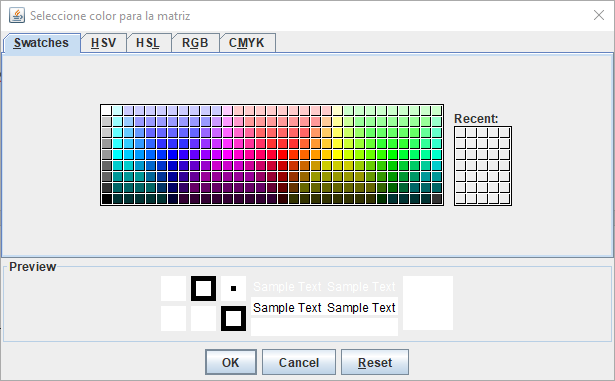 Seleccione color para la matriz
Swatches HSV HSL RGB CMYK
Recent:
Preview
Sample Text Sample Text
Sample Text Sample Text
OK Cancel Reset